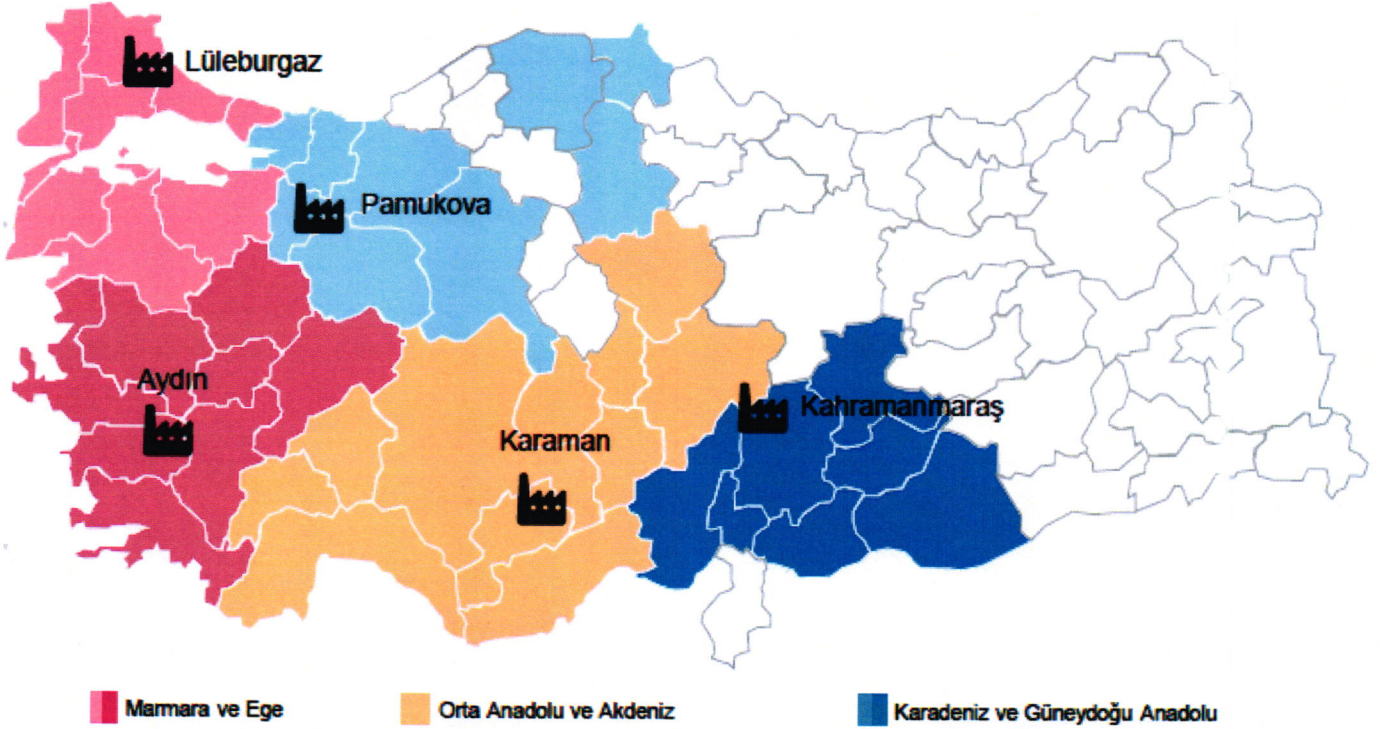 Lüleburgaz
Pamukova
Aydın
Kahramanmaraş
Karaman
Marmara ve Ege
Orta Anadolu ve Akdeniz
Karadeniz ve Güneydoğu Anadolu